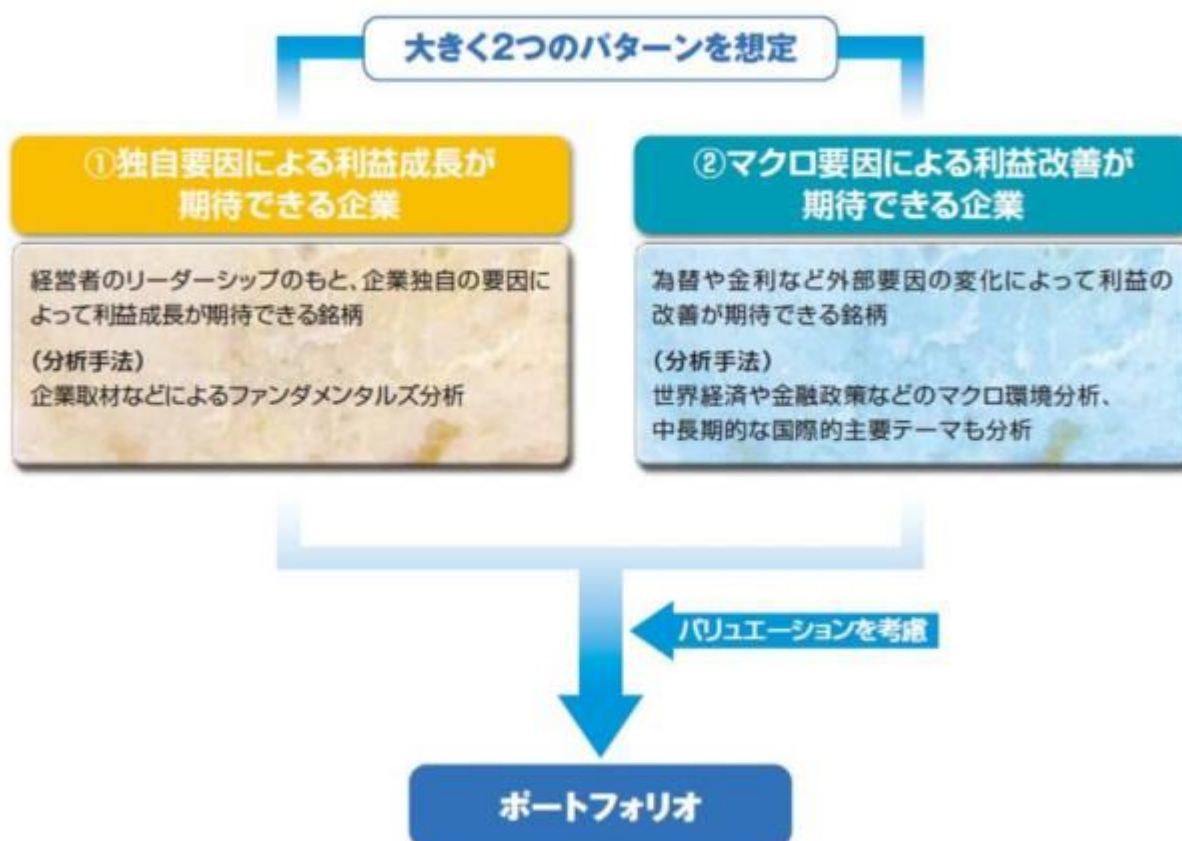 大きく2つのパターンを想定
①独自要因による利益成長が
期待できる企業
経営者のリーダーシップのもと、企業独自の要因に
よって利益成長が期待できる銘柄
(分析手法)
企業取材などによるファンダメンタルズ分析
②マクロ要因による利益改善が
期待できる企業
為替や金利など外部要因の変化によって利益の
改善が期待できる銘柄
(分析手法)
世界経済や金融政策などのマクロ環境分析、
中長期的な国際的主要テーマも分析
バリュエーションを考慮
ポートフォリオ